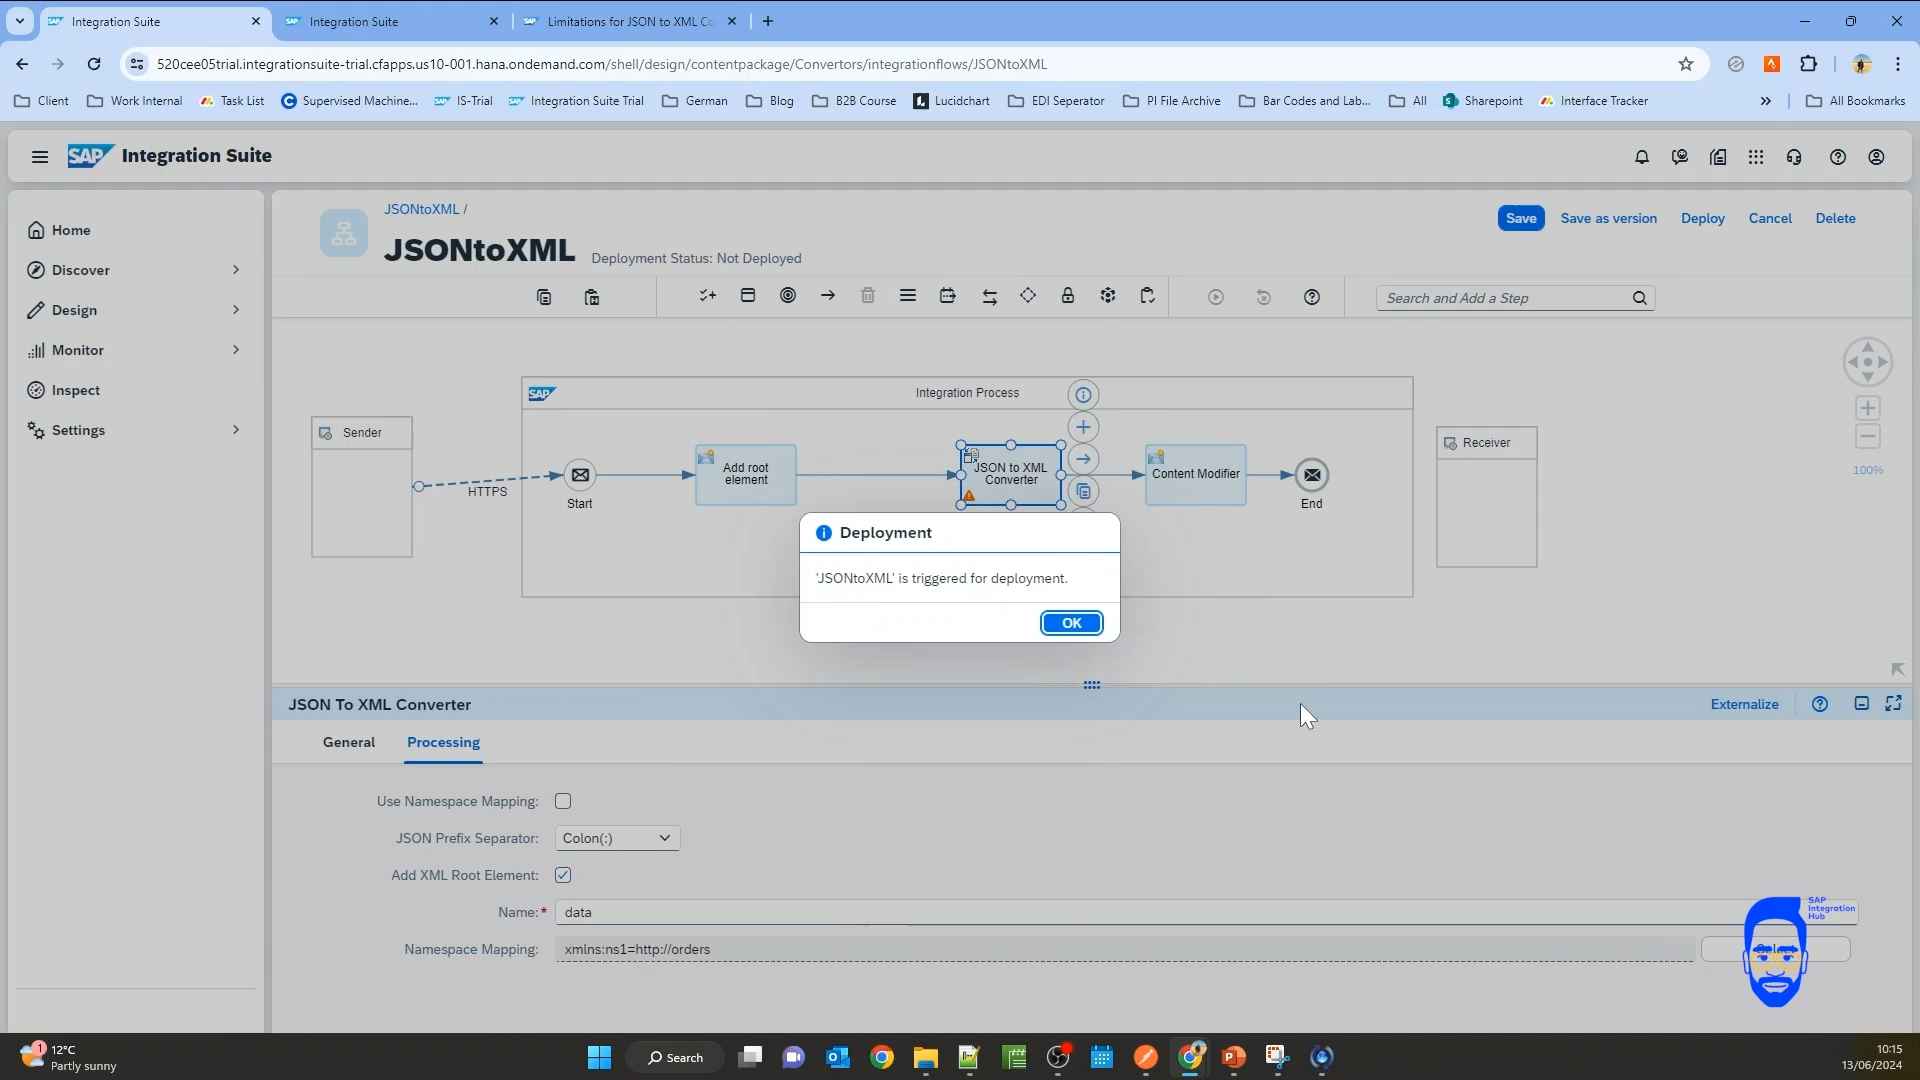 Integration Suite
Integration Suite
Limitations for JSON to XML Co
520cee05trial.integrationsuite-trial.cfapps.us10-001.hana.ondemand.com/shell/design/contentpackage/Convertors/integrationflows/JSONtoXML
Client
Work Internal
Task List
Supervised Machine...
IS-Trial
Integration Suite Trial
German
Blog
B2B Course
Lucidchart
EDI Seperator
PI File Archive
Bar Codes and Lab...
All
Sharepoint
Interface Tracker
All Bookmarks
SAP Integration Suite
Home
Discover
Design
Monitor
Inspect
Settings
JSONtoXML /
JSONtoXML
Deployment Status: Not Deployed
Save
Save as version
Deploy
Cancel
Delete
Search and Add a Step
SAP
Integration Process
Sender
HTTPS
Start
Add root
element
JSON to XML
Converter
Content Modifier
End
Receiver
100%
Deployment
'JSONtoXML' is triggered for deployment.
OK
JSON To XML Converter
Externalize
General
Processing
Use Namespace Mapping:
JSON Prefix Separator:
Colon(:)
Add XML Root Element:
Name:*
data
Namespace Mapping:
xmlns:ns1=http://orders
Select
SAP
Integration
Hub
1
12°C
Partly sunny
Search
10:15
13/06/2024